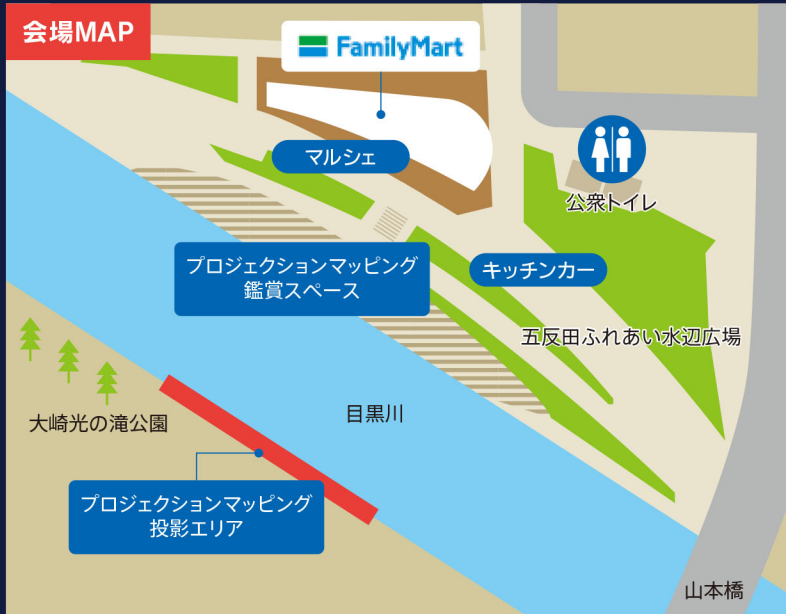 会場MAP
FamilyMart
マルシェ
公衆トイレ
プロジェクションマッピング
鑑賞スペース
キッチンカー
五反田ふれあい水辺広場
目黒川
大崎光の滝公園
プロジェクションマッピング
投影エリア
山本橋